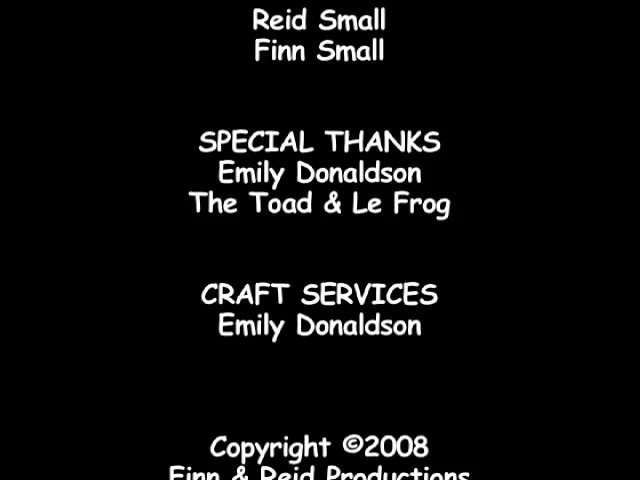 Reid Small
Finn Small
SPECIAL THANKS
Emily Donaldson
The Toad & Le Frog
CRAFT SERVICES
Emily Donaldson
Copyright ©2008
Finn & Reid Productions